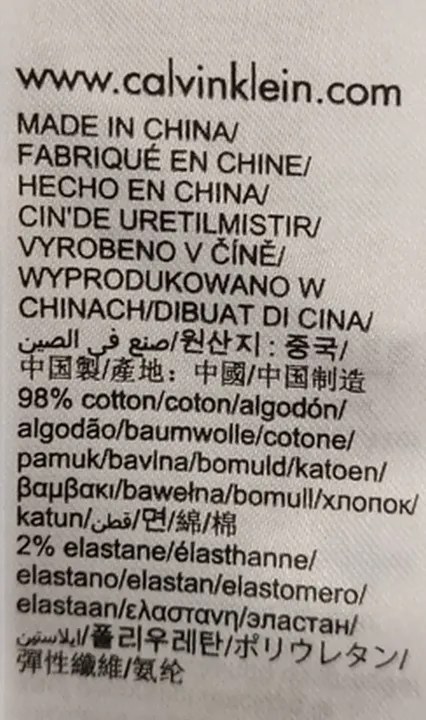 www.calvinklein.com
MADE IN CHINA/
FABRIQUÉ EN CHINE/
HECHO EN CHINA/
CIN'DE URETILMISTIR/
VYROBENO V ČÍNĚ/
WYPRODUKOWANO W
CHINACH/DIBUAT DI CINA/
صنع في الصين/원산지 : 중국/
中国製/產地：中國/中国制造
98% cotton/coton/algodón/
algodão/baumwolle/cotone/
pamuk/bavlna/bomuld/katoen/
βαμβακι/bawełna/bomull/хлопок/
katun/قطن/면/綿/棉
2% elastane/élasthanne/
elastano/elastan/elastomero/
elastaan/ελαστανη/эластан/
ايلاستين/폴리우레탄/ポリウレタン/
彈性纖維/氨纶